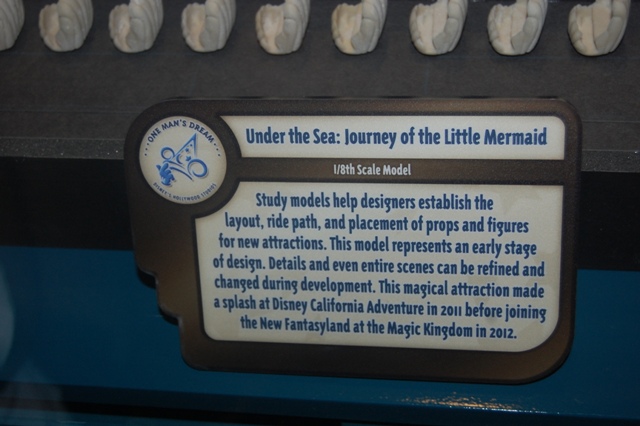 ONE MAN'S DREAM
DISNEY'S HOLLYWOOD STUDIOS
Under the Sea: Journey of the Little Mermaid
1/8th Scale Model
Study models help designers establish the
layout, ride path, and placement of props and figures
for new attractions. This model represents an early stage
of design. Details and even entire scenes can be refined and
changed during development. This magical attraction made
a splash at Disney California Adventure in 2011 before joining
the New Fantasyland at the Magic Kingdom in 2012.